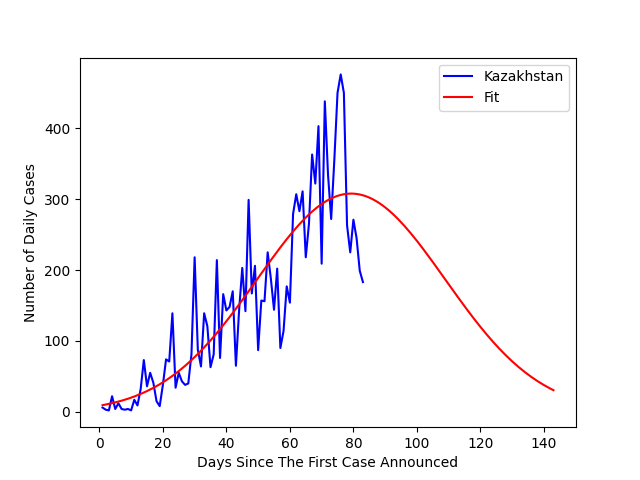 Kazakhstan
Fit
400
300
200
100
0
Number of Daily Cases
0 20 40 60 80 100 120 140
Days Since The First Case Announced